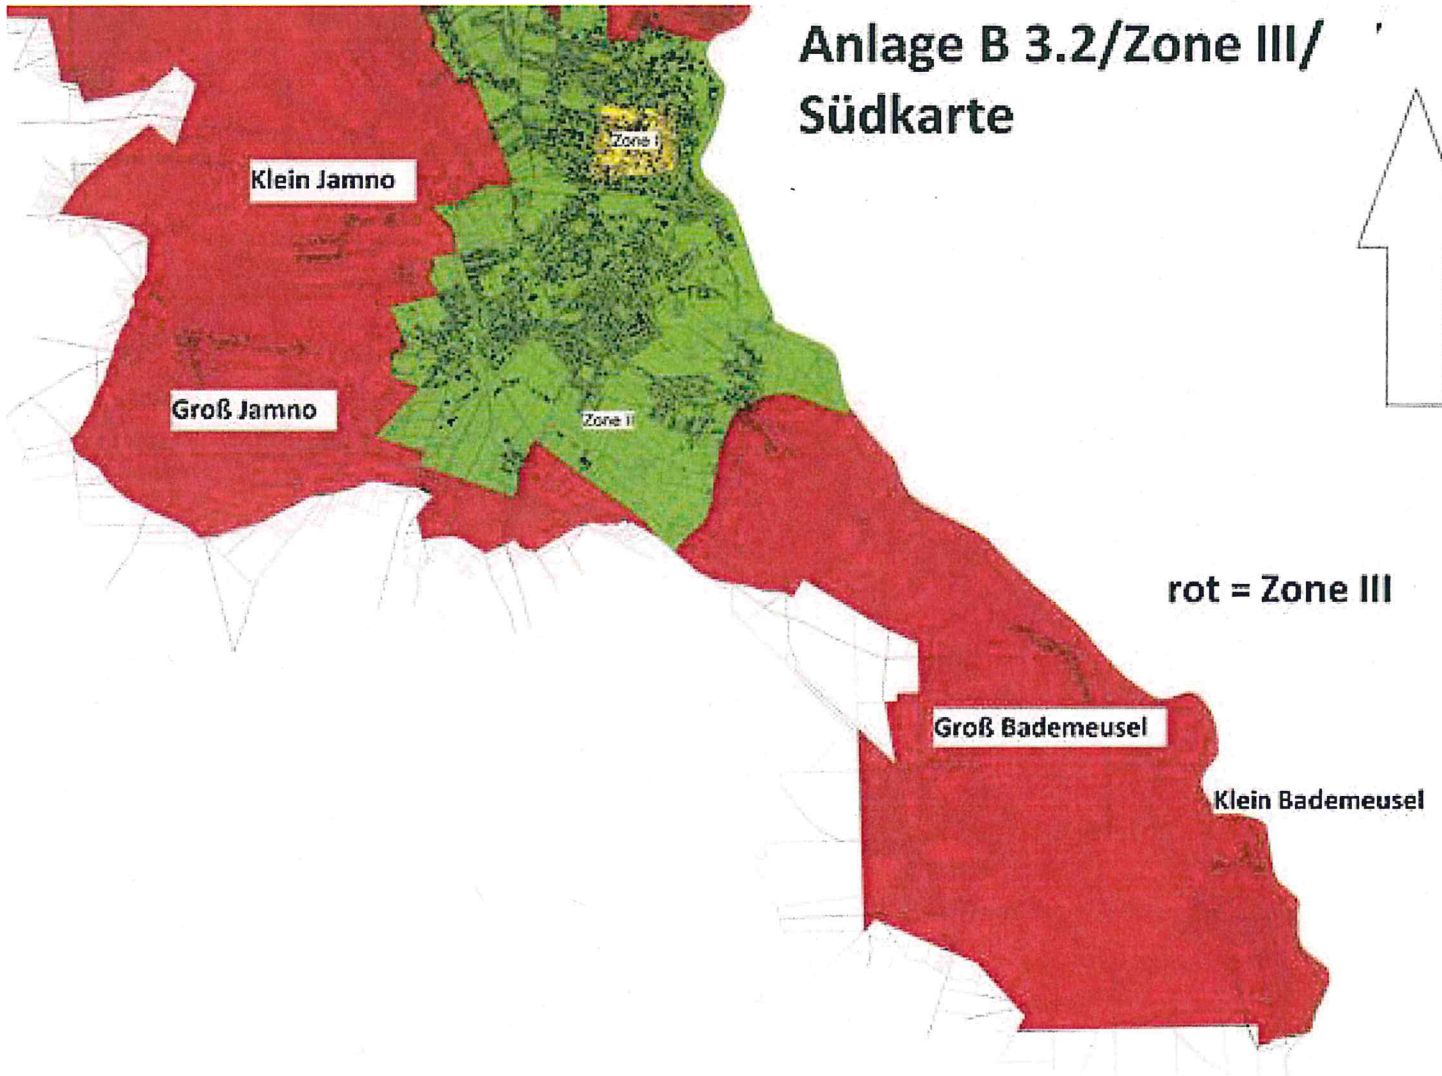 Anlage B 3.2/Zone III/
Südkarte
Zone I
Klein Jamno
Groß Jamno
Zone II
rot = Zone III
Groß Bademeusel
Klein Bademeusel